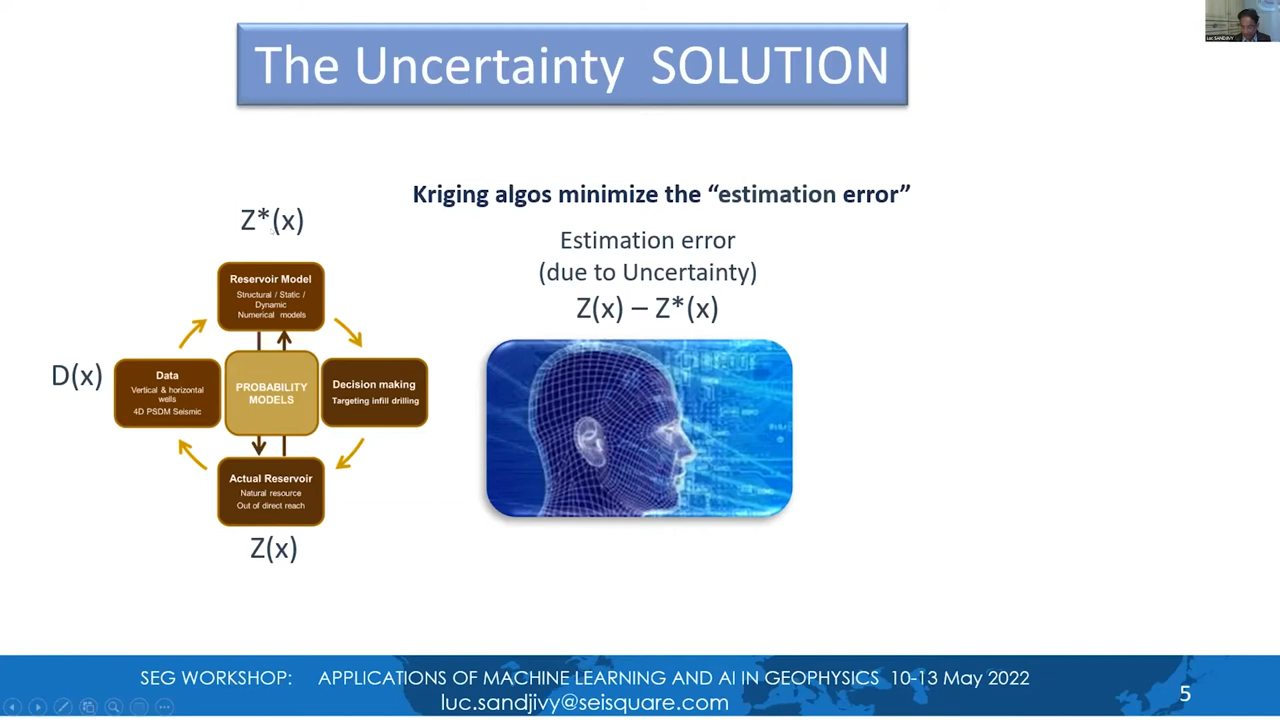 The Uncertainty SOLUTION
Luc SANDJIVY
Kriging algos minimize the “estimation error”
Z*(x)
Estimation error
(due to Uncertainty)
Z(x) – Z*(x)
Reservoir Model
Structural / Static /
Dynamic
Numerical models
D(x)
Data
Vertical & horizontal
wells
4D PSDM Seismic
PROBABILITY
MODELS
Decision making
Targeting infill drilling
Actual Reservoir
Natural resource
Out of direct reach
Z(x)
SEG WORKSHOP: APPLICATIONS OF MACHINE LEARNING AND AI IN GEOPHYSICS 10-13 May 2022
luc.sandjivy@seisquare.com
5